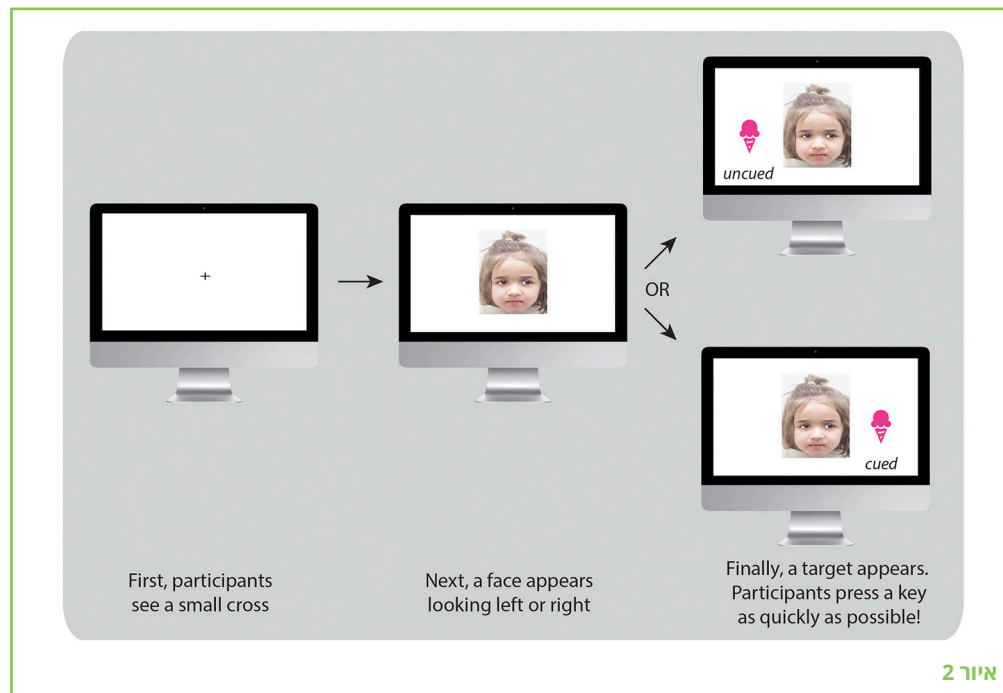 +
uncued
OR
cued
First, participants
see a small cross
Next, a face appears
looking left or right
Finally, a target appears.
Participants press a key
as quickly as possible!
איור 2